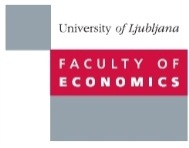 University of Ljubljana
FACULTY OF
ECONOMICS